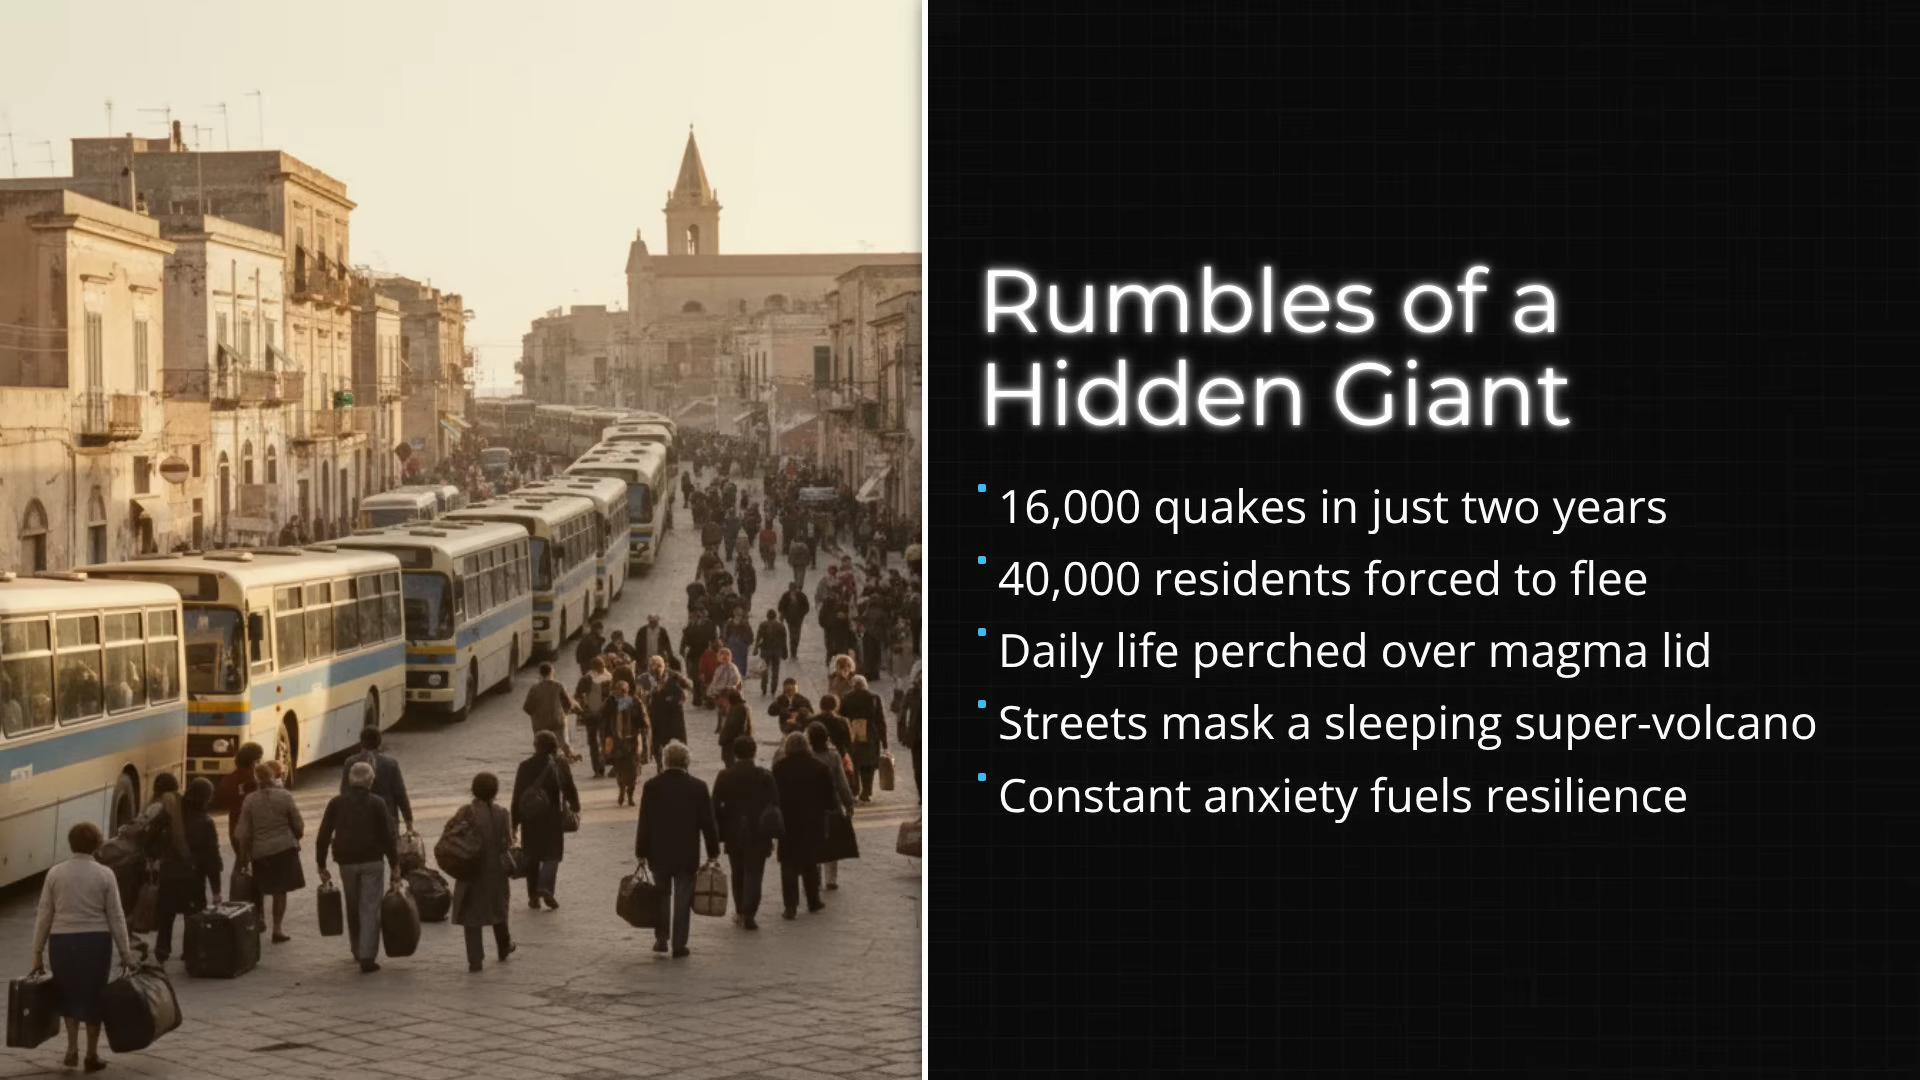 Rumbles of a
Hidden Giant
16,000 quakes in just two years
40,000 residents forced to flee
Daily life perched over magma lid
Streets mask a sleeping super-volcano
Constant anxiety fuels resilience